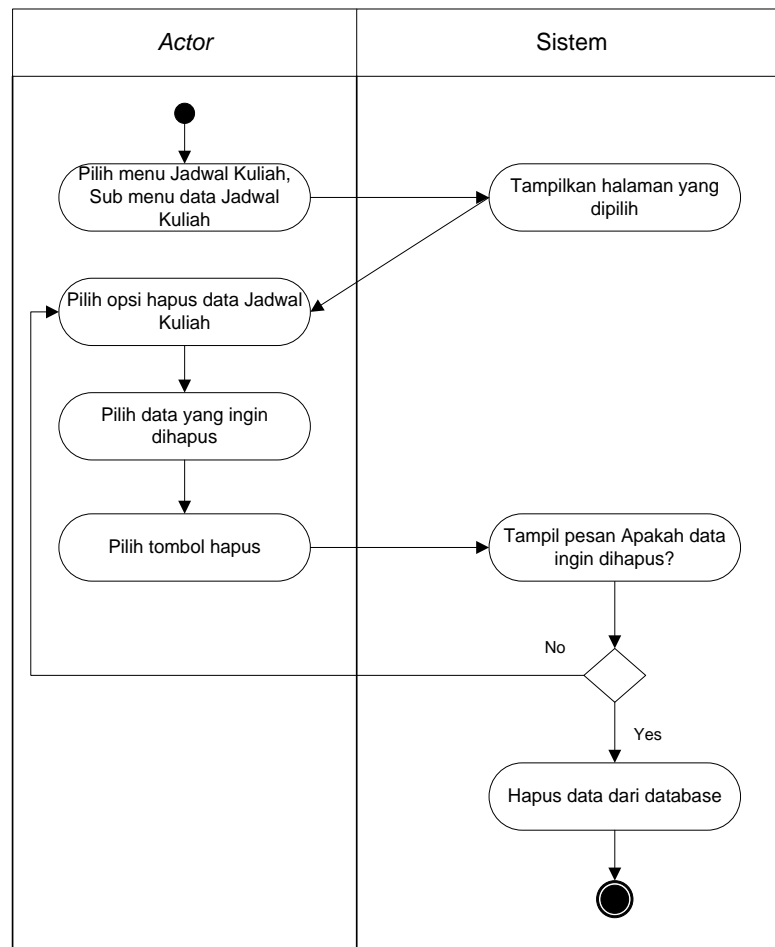 Actor
Sistem
Pilih menu Jadwal Kuliah,
Sub menu data Jadwal
Kuliah
Tampilkan halaman yang
dipilih
Pilih opsi hapus data Jadwal
Kuliah
Pilih data yang ingin
dihapus
Pilih tombol hapus
Tampil pesan Apakah data
ingin dihapus?
No
Yes
Hapus data dari database